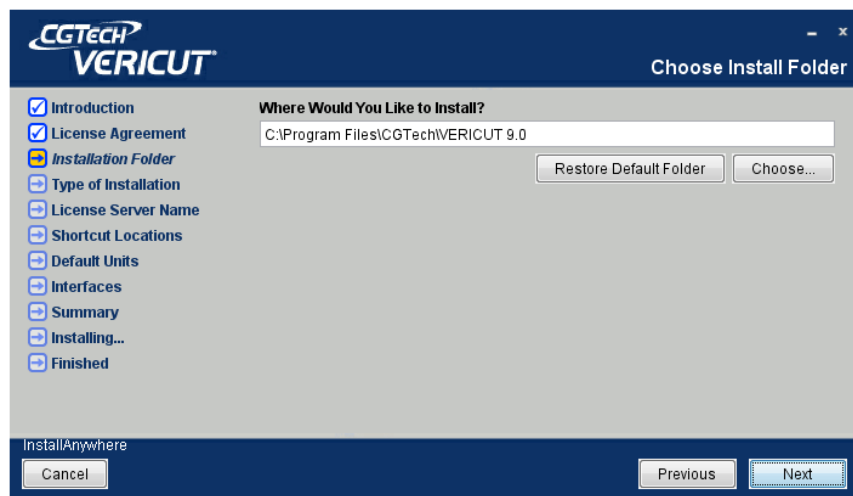 CGTECH
VERICUT
Choose Install Folder
Introduction
License Agreement
Installation Folder
Type of Installation
License Server Name
Shortcut Locations
Default Units
Interfaces
Summary
Installing...
Finished
Where Would You Like to Install?
C:\Program Files\CGTech\VERICUT 9.0
Restore Default Folder
Choose...
InstallAnywhere
Cancel
Previous
Next